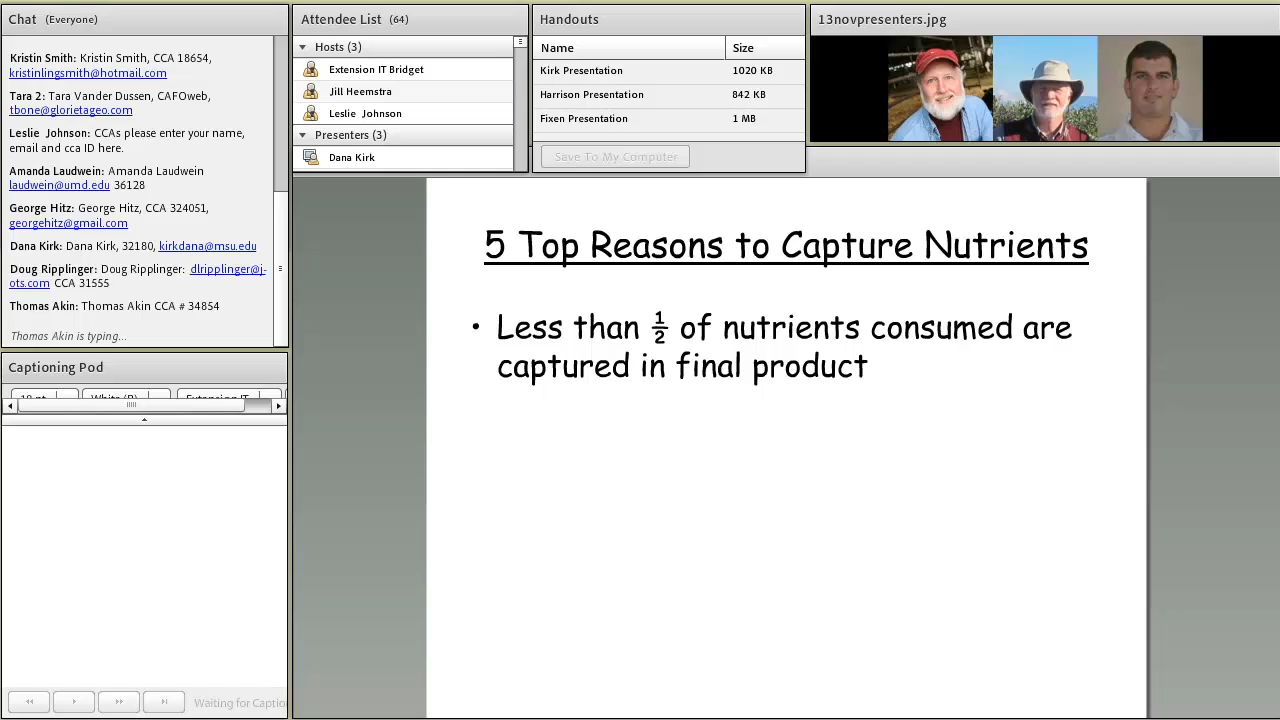 Chat (Everyone)
Kristin Smith: Kristin Smith, CCA 18654,
kristinlingsmith@hotmail.com
Tara 2: Tara Vander Dussen, CAFOweb,
tbone@glorietageo.com
Leslie Johnson: CCAs please enter your name,
email and cca ID here.
Amanda Laudwein: Amanda Laudwein
laudwein@umd.edu 36128
George Hitz: George Hitz, CCA 324051,
georgehitz@gmail.com
Dana Kirk: Dana Kirk, 32180, kirkdana@msu.edu
Doug Ripplinger: Doug Ripplinger: dlripplinger@j-
ots.com CCA 31555
Thomas Akin: Thomas Akin CCA # 34854
Thomas Akin is typing...
Captioning Pod
Waiting for Captio
Attendee List (64)
Hosts (3)
Extension IT Bridget
Jill Heemstra
Leslie Johnson
Presenters (3)
Dana Kirk
Handouts
Name Size
Kirk Presentation 1020 KB
Harrison Presentation 842 KB
Fixen Presentation 1 MB
Save To My Computer
13novpresenters.jpg
5 Top Reasons to Capture Nutrients
• Less than ½ of nutrients consumed are
captured in final product